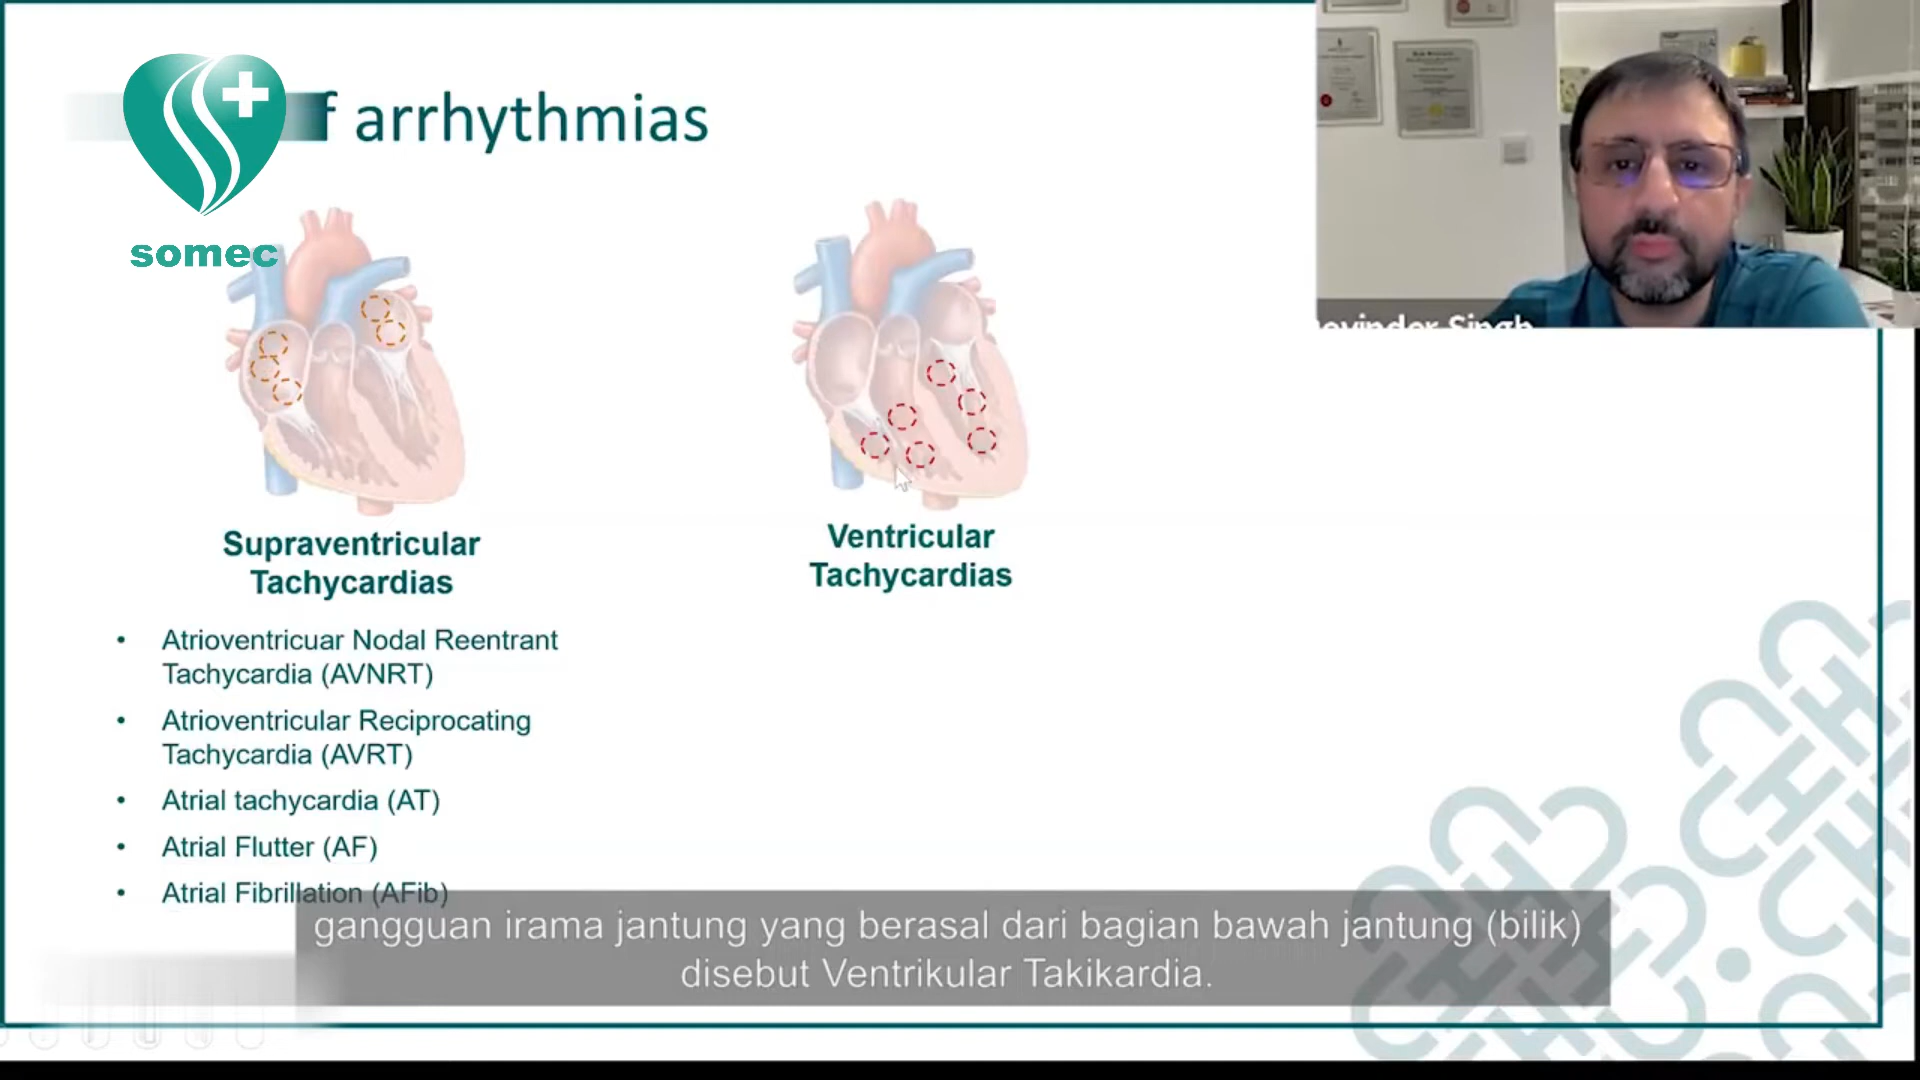 f arrhythmias
somec
Singh
Supraventricular
Tachycardias
Ventricular
Tachycardias
• Atrioventricuar Nodal Reentrant
Tachycardia (AVNRT)
• Atrioventricular Reciprocating
Tachycardia (AVRT)
• Atrial tachycardia (AT)
• Atrial Flutter (AF)
• Atrial Fibrillation (AFib)
gangguan irama jantung yang berasal dari bagian bawah jantung (bilik)
disebut Ventrikular Takikardia.